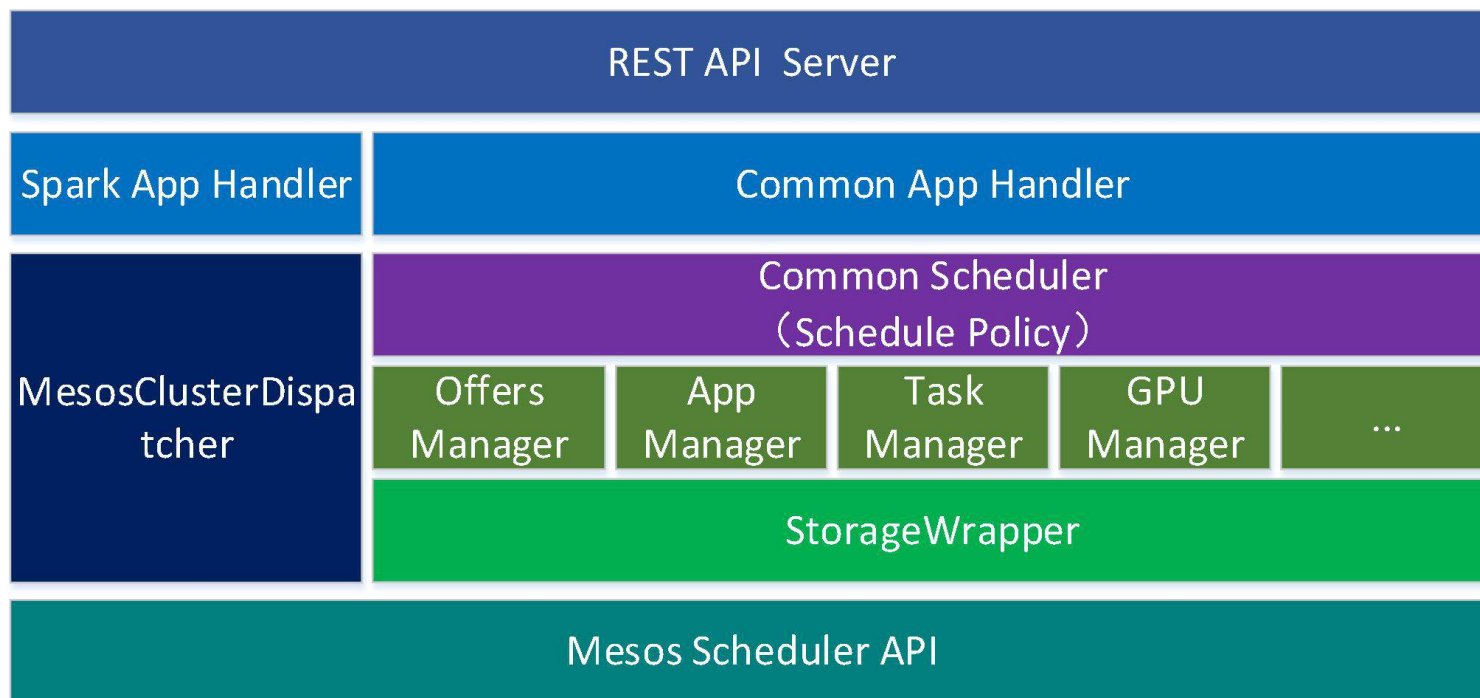 REST API  Server
Spark App Handler
Common App Handler
MesosClusterDispa
tcher
Common Scheduler
（Schedule Policy）
Offers
Manager
App
Manager
Task
Manager
GPU
Manager
...
StorageWrapper
Mesos Scheduler API